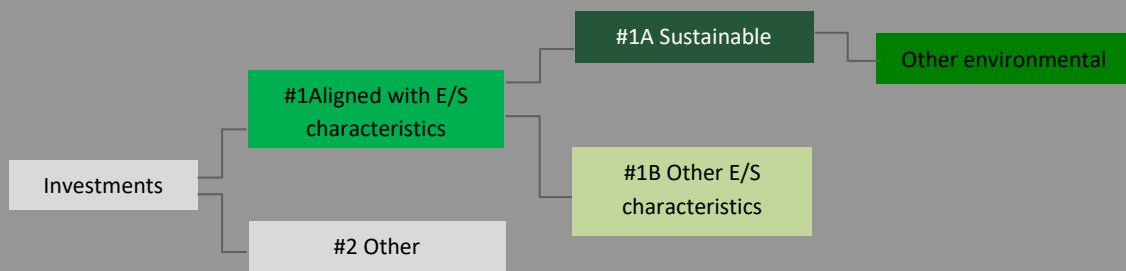 #1A Sustainable
Other environmental
#1Aligned with E/S
characteristics
#1B Other E/S
characteristics
Investments
#2 Other